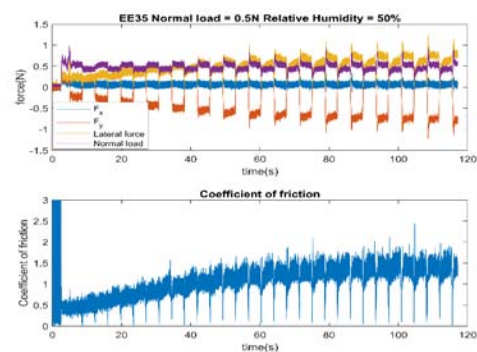 EE35 Normal load = 0.5N Relative Humidity = 50%
1.5
1
0.5
0
-0.5
-1
-1.5
force(N)
Fx
Fy
Lateral force
Normal load
0 20 40 60 80 100 120
time(s)
Coefficient of friction
3
2.5
2
1.5
1
0.5
0
Coefficient of friction
0 20 40 60 80 100 120
time(s)